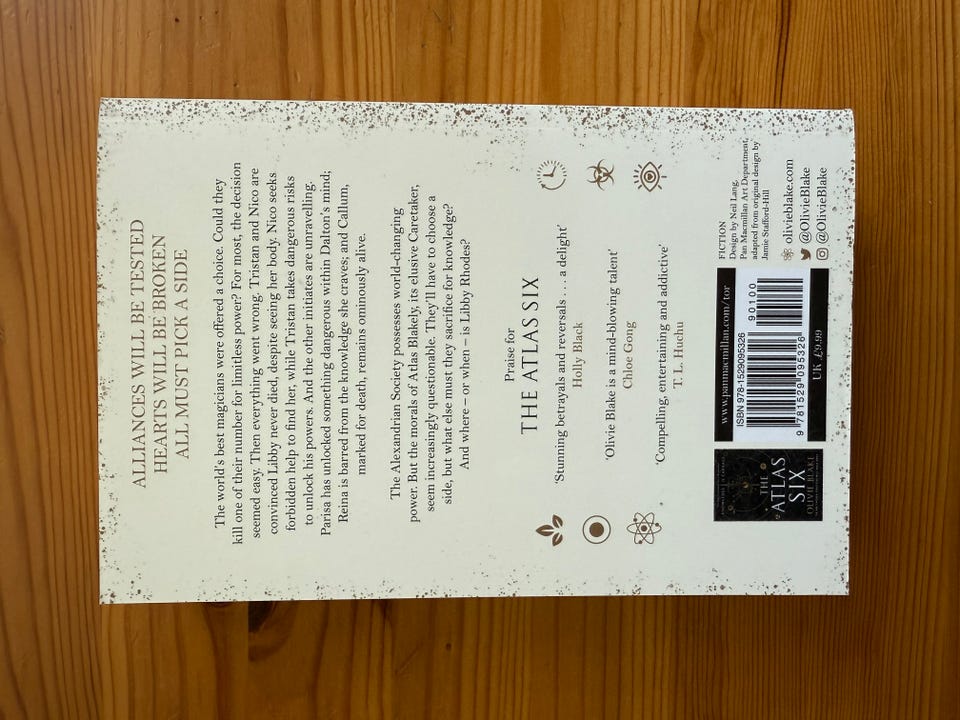 ALLIANCES WILL BE TESTED
HEARTS WILL BE BROKEN
ALL MUST PICK A SIDE
The world's best magicians were offered a choice. Could they
kill one of their number for limitless power? For most, the decision
seemed easy. Then everything went wrong. Tristan and Nico are
convinced Libby never died, despite seeing her body. Nico seeks
forbidden help to find her, while Tristan takes dangerous risks
to unlock his powers. And the other initiates are unravelling.
Parisa has unlocked something dangerous within Dalton's mind;
Reina is barred from the knowledge she craves; and Callum,
marked for death, remains ominously alive.
The Alexandrian Society possesses world-changing
power. But the morals of Atlas Blakely, its elusive Caretaker,
seem increasingly questionable. They'll have to choose a
side, but what else must they sacrifice for knowledge?
And where – or when – is Libby Rhodes?
Praise for
THE ATLAS SIX
'Stunning betrayals and reversals . . . a delight'
Holly Black
'Olivie Blake is a mind-blowing talent'
Chloe Gong
'Compelling, entertaining and addictive'
T. L. Huchu
THE
ATLAS
SIX
OLIVIE BLAKE
www.panmacmillan.com/tor
ISBN 978-1529095326
90100
9 781529 095326
UK £9.99
FICTION
Design by Neil Lang,
Pan Macmillan Art Department,
adapted from original design by
Jamie Stafford-Hill
olivieblake.com
@OlivieBlake
@OlivieBlake